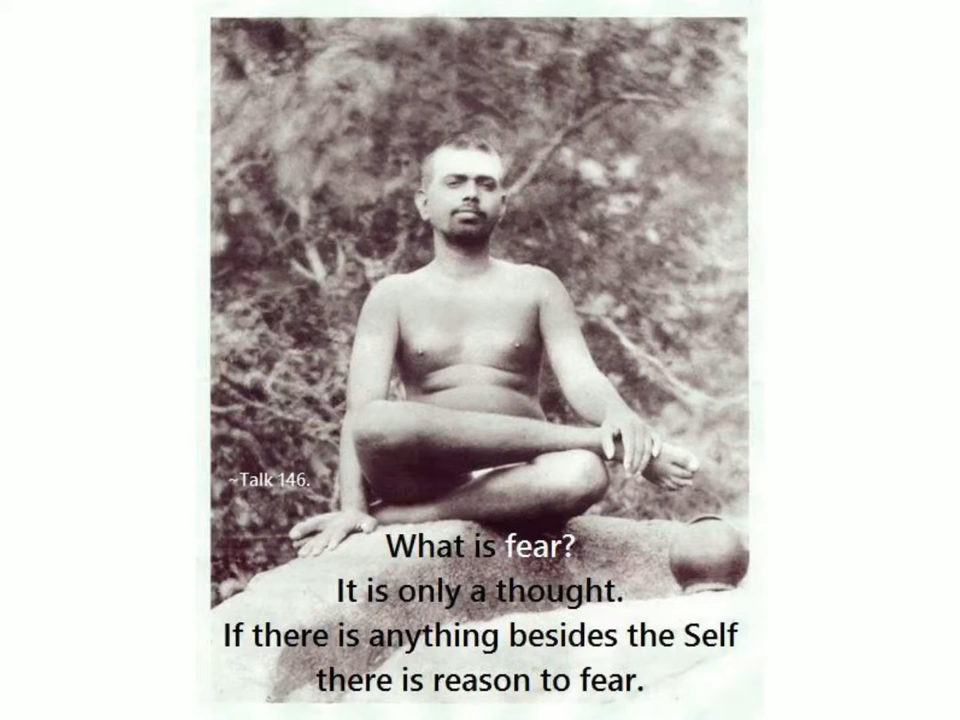 ~Talk 146.
What is fear?
It is only a thought.
If there is anything besides the Self
there is reason to fear.